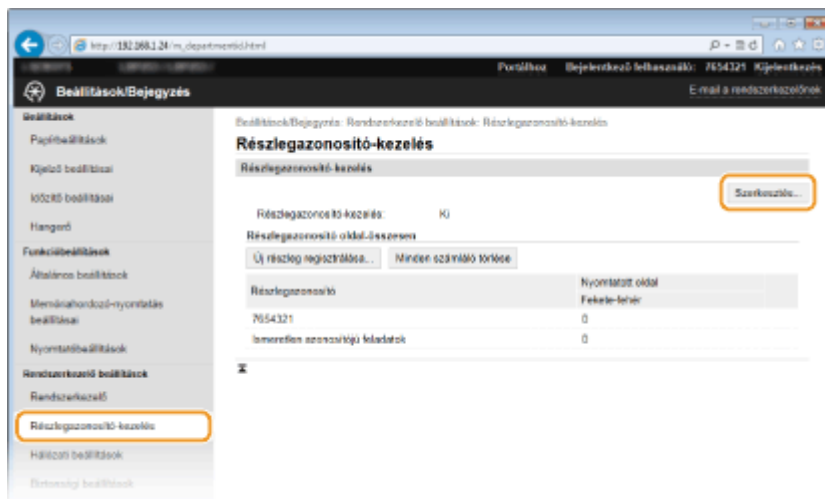 http://192.168.1.24/m_departmentid.html
Portálhoz Bejelentkező felhasználó: 7654321 Kijelentkezés
Beállítások/Bejegyzés E-mail a rendszerkezelőnek
Beállítások
Papírbeállítások
Kijelző beállításai
Időzítő beállításai
Hangerő
Funkcióbeállítások
Általános beállítások
Memóriahordozó-nyomtatás
beállításai
Nyomtatóbeállítások
Rendszerkezelő beállítások
Rendszerkezelő
Részlegazonosító-kezelés
Hálózati beállítások
Biztonsági beállítások
Beállítások/Bejegyzés: Rendszerkezelő beállítások: Részlegazonosító-kezelés
Részlegazonosító-kezelés
Részlegazonosító-kezelés
Szerkesztés...
Részlegazonosító-kezelés: Ki
Részlegazonosító oldal-összesen
Új részleg regisztrálása... Minden számláló törlése
Részlegazonosító
Nyomtatott oldal
Fekete-fehér
7654321 0
Ismeretlen azonosítójú feladatok 0